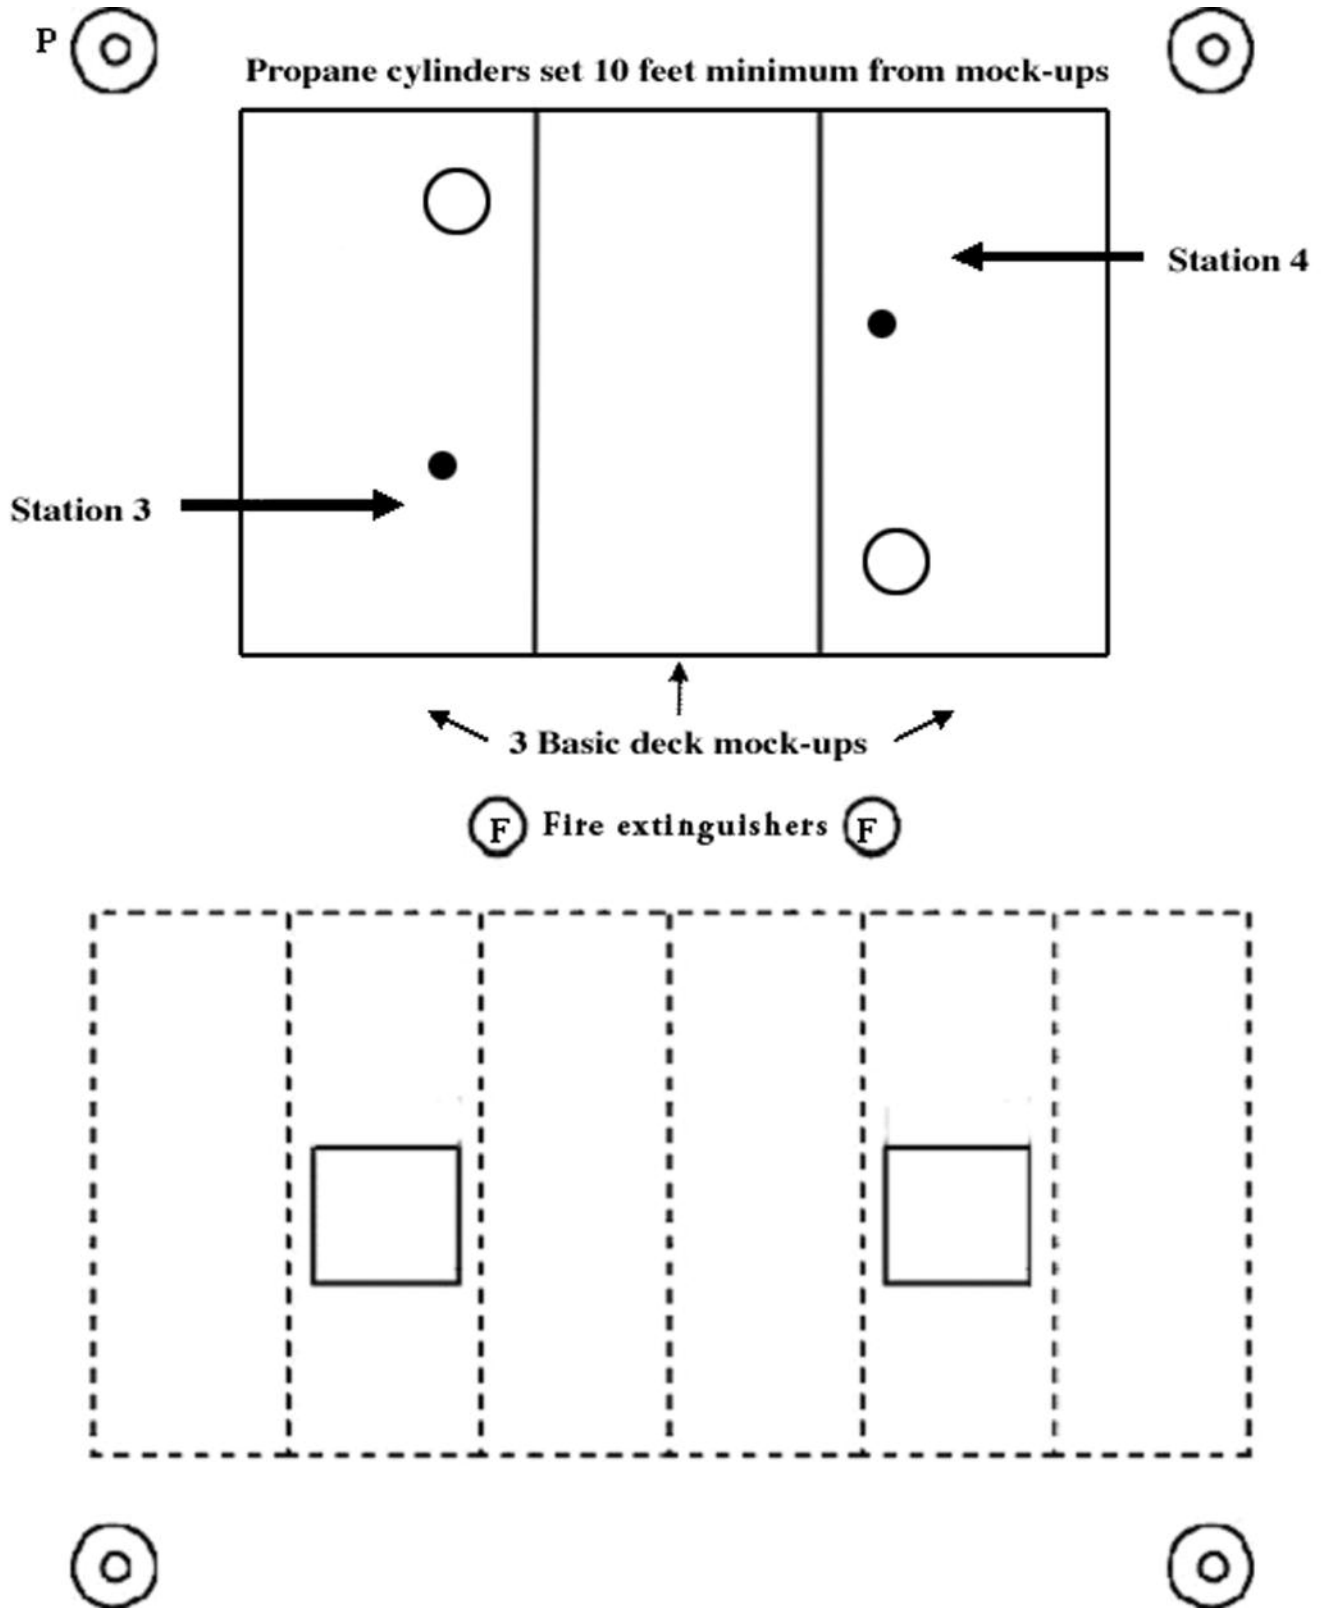 P
Propane cylinders set 10 feet minimum from mock-ups
Station 4
Station 3
3 Basic deck mock-ups
F Fire extinguishers F